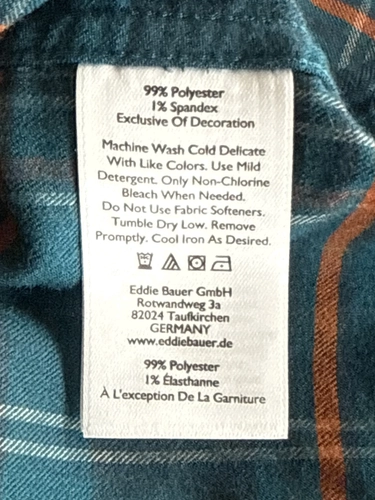 99% Polyester
1% Spandex
Exclusive Of Decoration
Machine Wash Cold Delicate
With Like Colors. Use Mild
Detergent. Only Non-Chlorine
Bleach When Needed.
Do Not Use Fabric Softeners.
Tumble Dry Low. Remove
Promptly. Cool Iron As Desired.
Eddie Bauer GmbH
Rotwandweg 3a
82024 Taufkirchen
GERMANY
www.eddiebauer.de
99% Polyester
1% Élasthanne
À L'exception De La Garniture